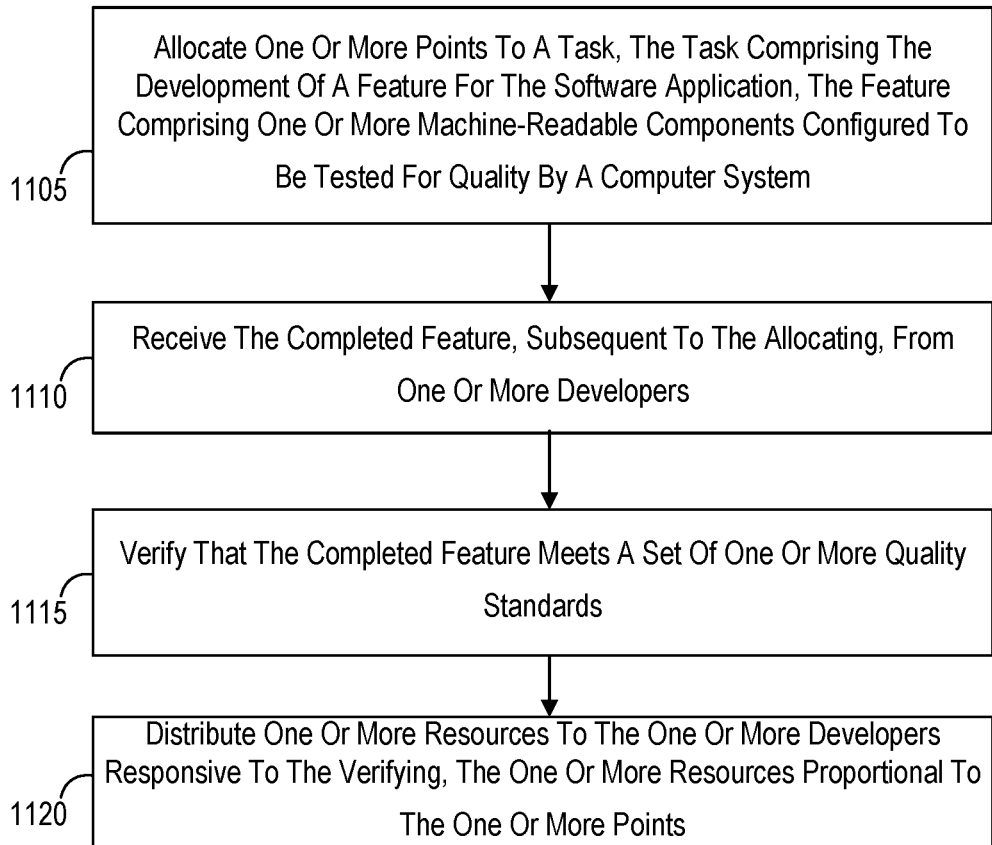 Allocate One Or More Points To A Task, The Task Comprising The
Development Of A Feature For The Software Application, The Feature
Comprising One Or More Machine-Readable Components Configured To
Be Tested For Quality By A Computer System
1105
Receive The Completed Feature, Subsequent To The Allocating, From
One Or More Developers
1110
Verify That The Completed Feature Meets A Set Of One Or More Quality
Standards
1115
Distribute One Or More Resources To The One Or More Developers
Responsive To The Verifying, The One Or More Resources Proportional To
The One Or More Points
1120